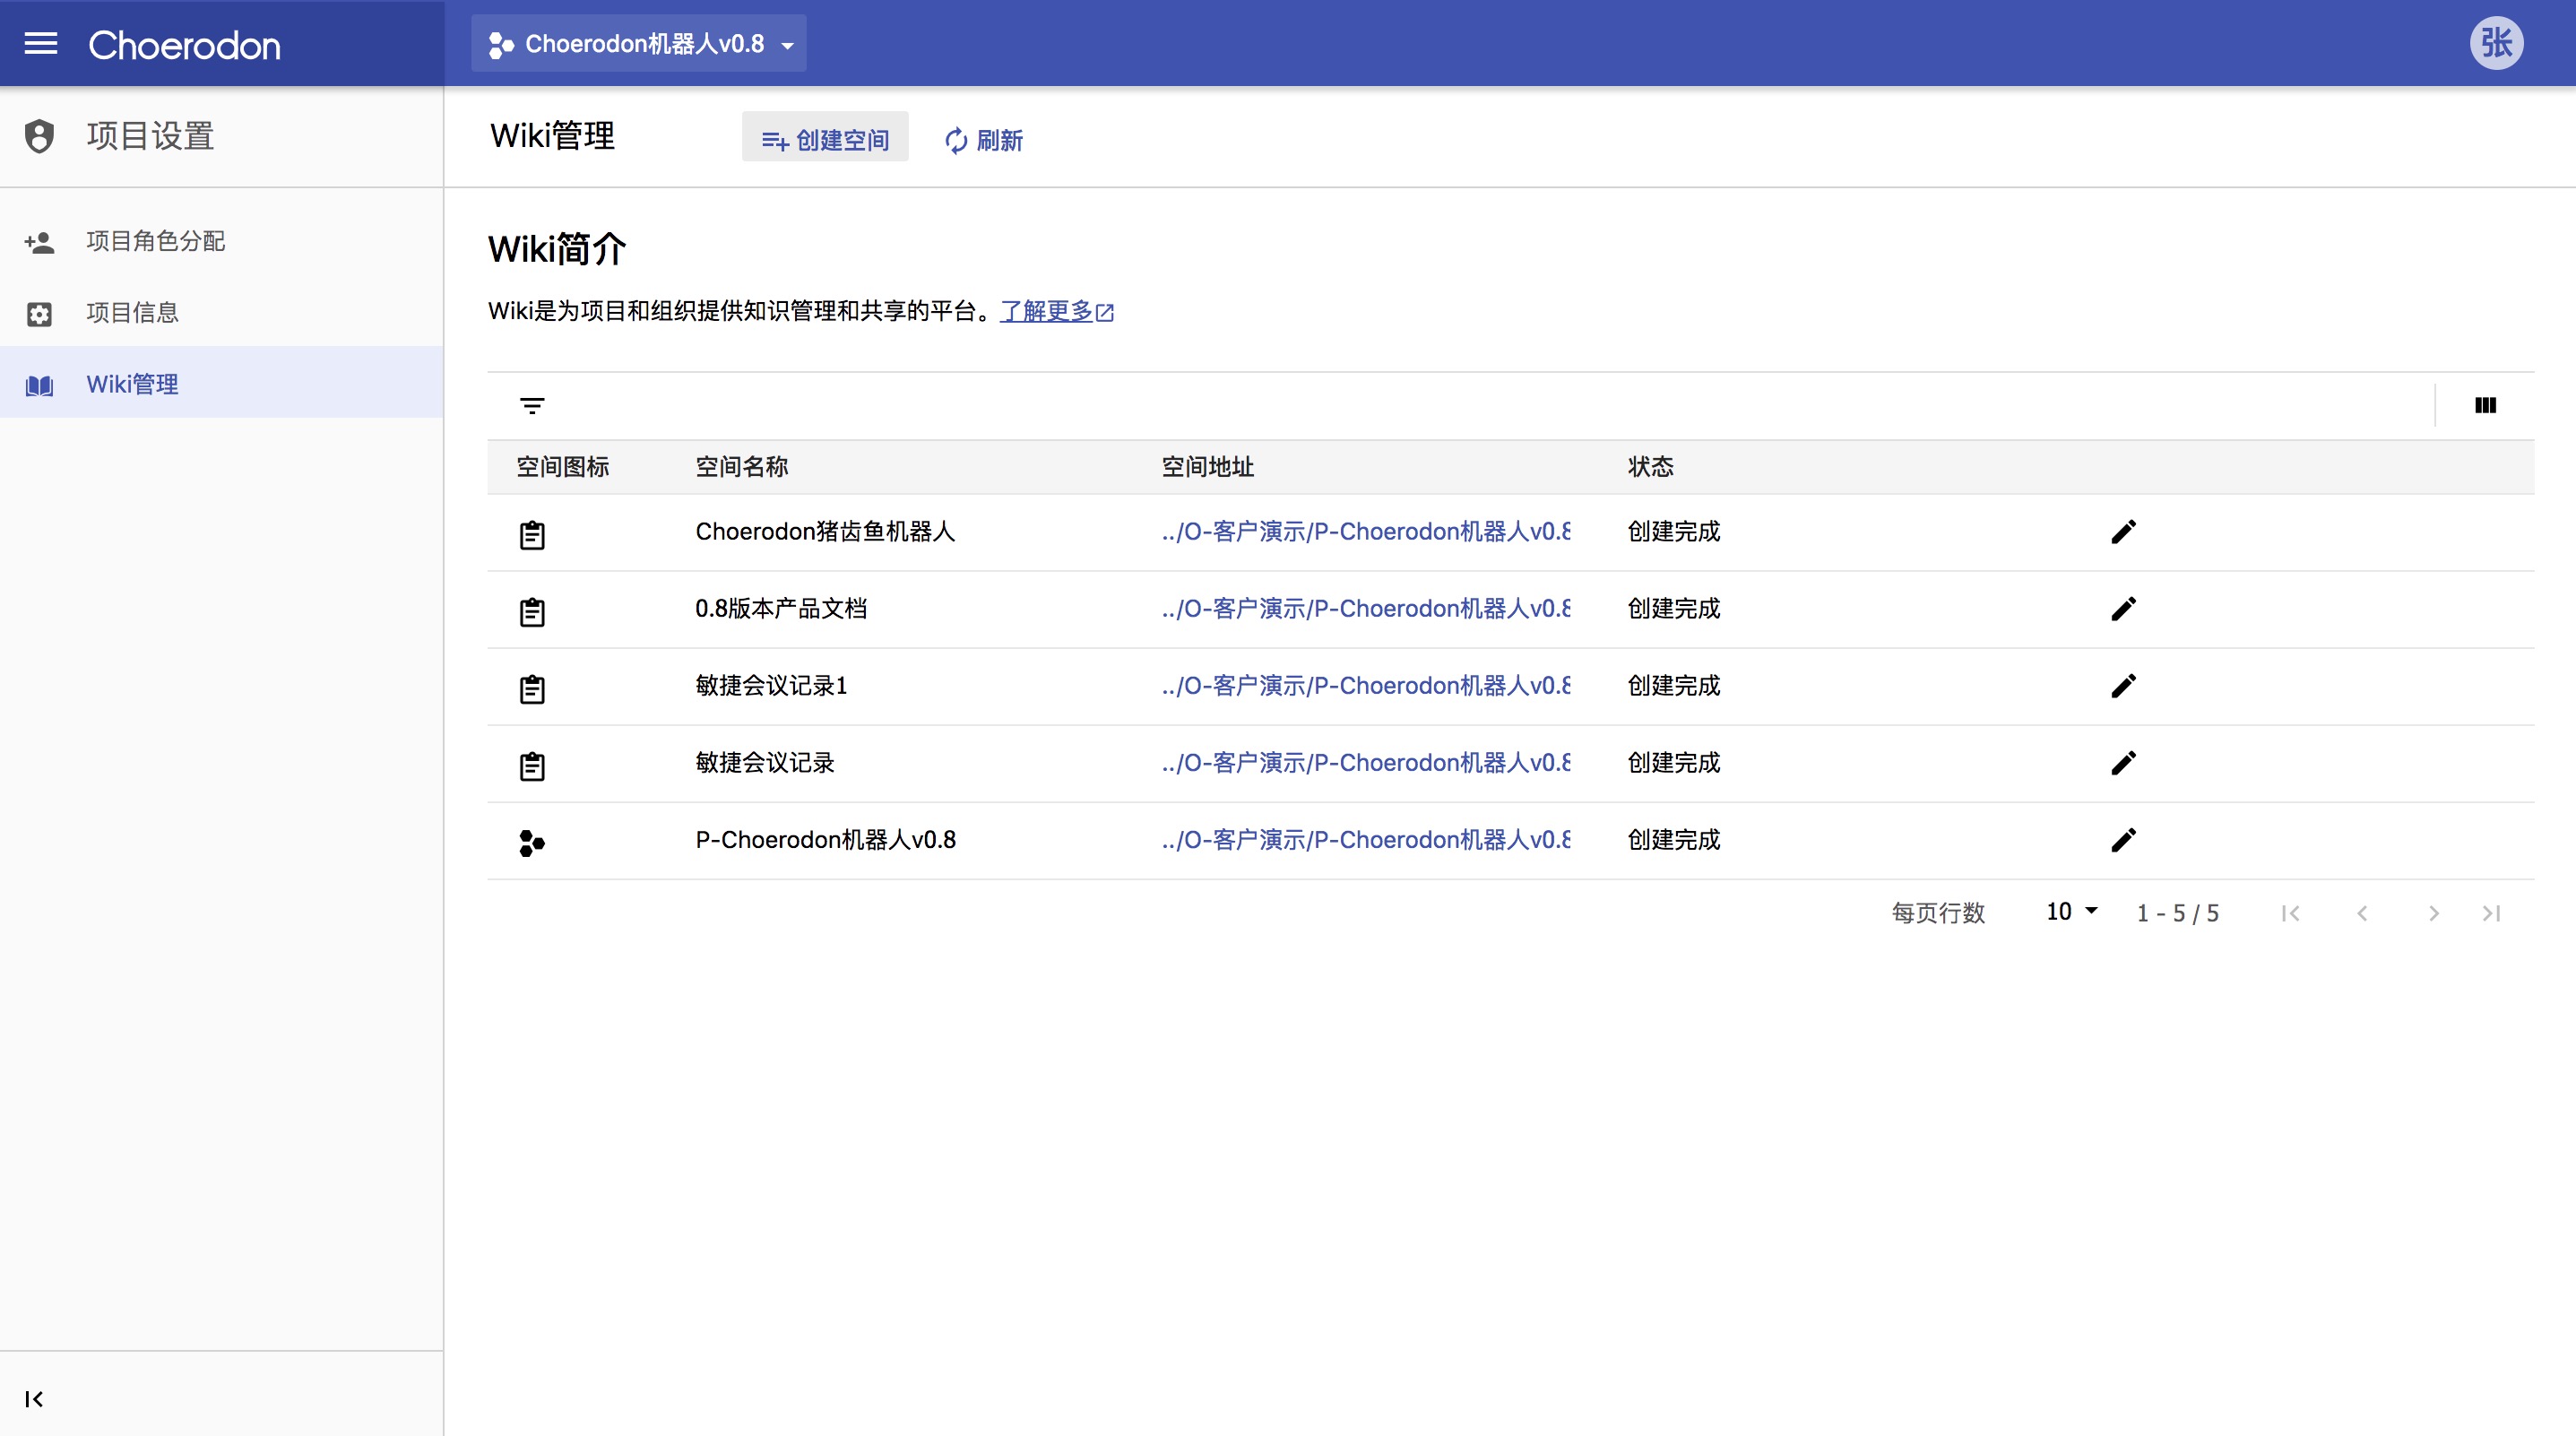 Choerodon
Choerodon机器人v0.8
张
项目设置
Wiki管理
创建空间
刷新
项目角色分配
项目信息
Wiki管理
Wiki简介
Wiki是为项目和组织提供知识管理和共享的平台。了解更多
空间图标 空间名称 空间地址 状态
Choerodon猪齿鱼机器人 ../O-客户演示/P-Choerodon机器人v0.8 创建完成
0.8版本产品文档 ../O-客户演示/P-Choerodon机器人v0.8 创建完成
敏捷会议记录1 ../O-客户演示/P-Choerodon机器人v0.8 创建完成
敏捷会议记录 ../O-客户演示/P-Choerodon机器人v0.8 创建完成
P-Choerodon机器人v0.8 ../O-客户演示/P-Choerodon机器人v0.8 创建完成
每页行数 10 1 - 5 / 5